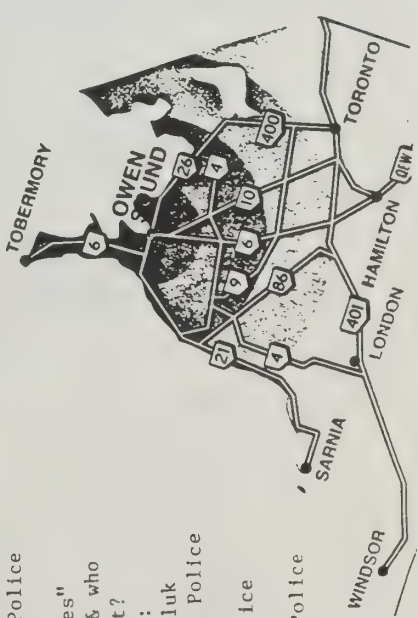 Police
es"
& who
t?
:
luk
Police
ice
Police
TOBERMORY
6
OWEN
SOUND
26
4
400
10
6
9
86
21
4
TORONTO
QEW
HAMILTON
401
LONDON
SARNIA
WINDSOR